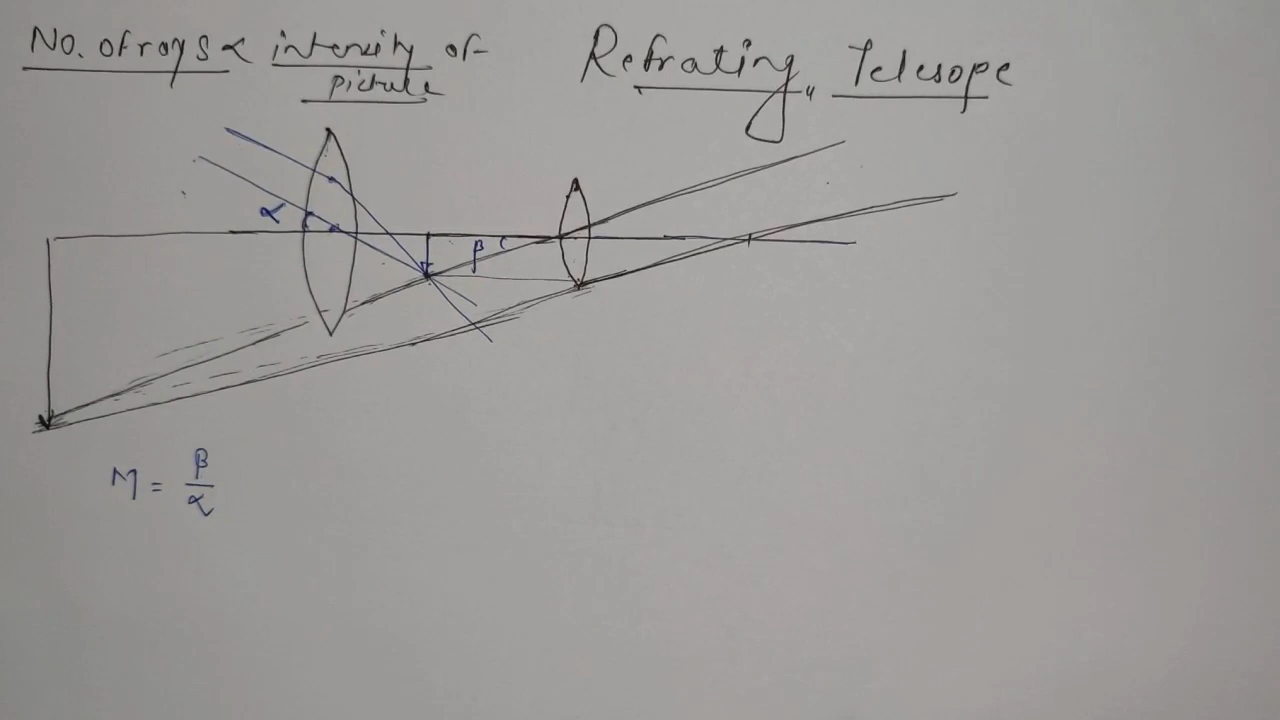 No. of rays ∝ intensity of
picture
Refrating Telesope
α
β
M = β/α